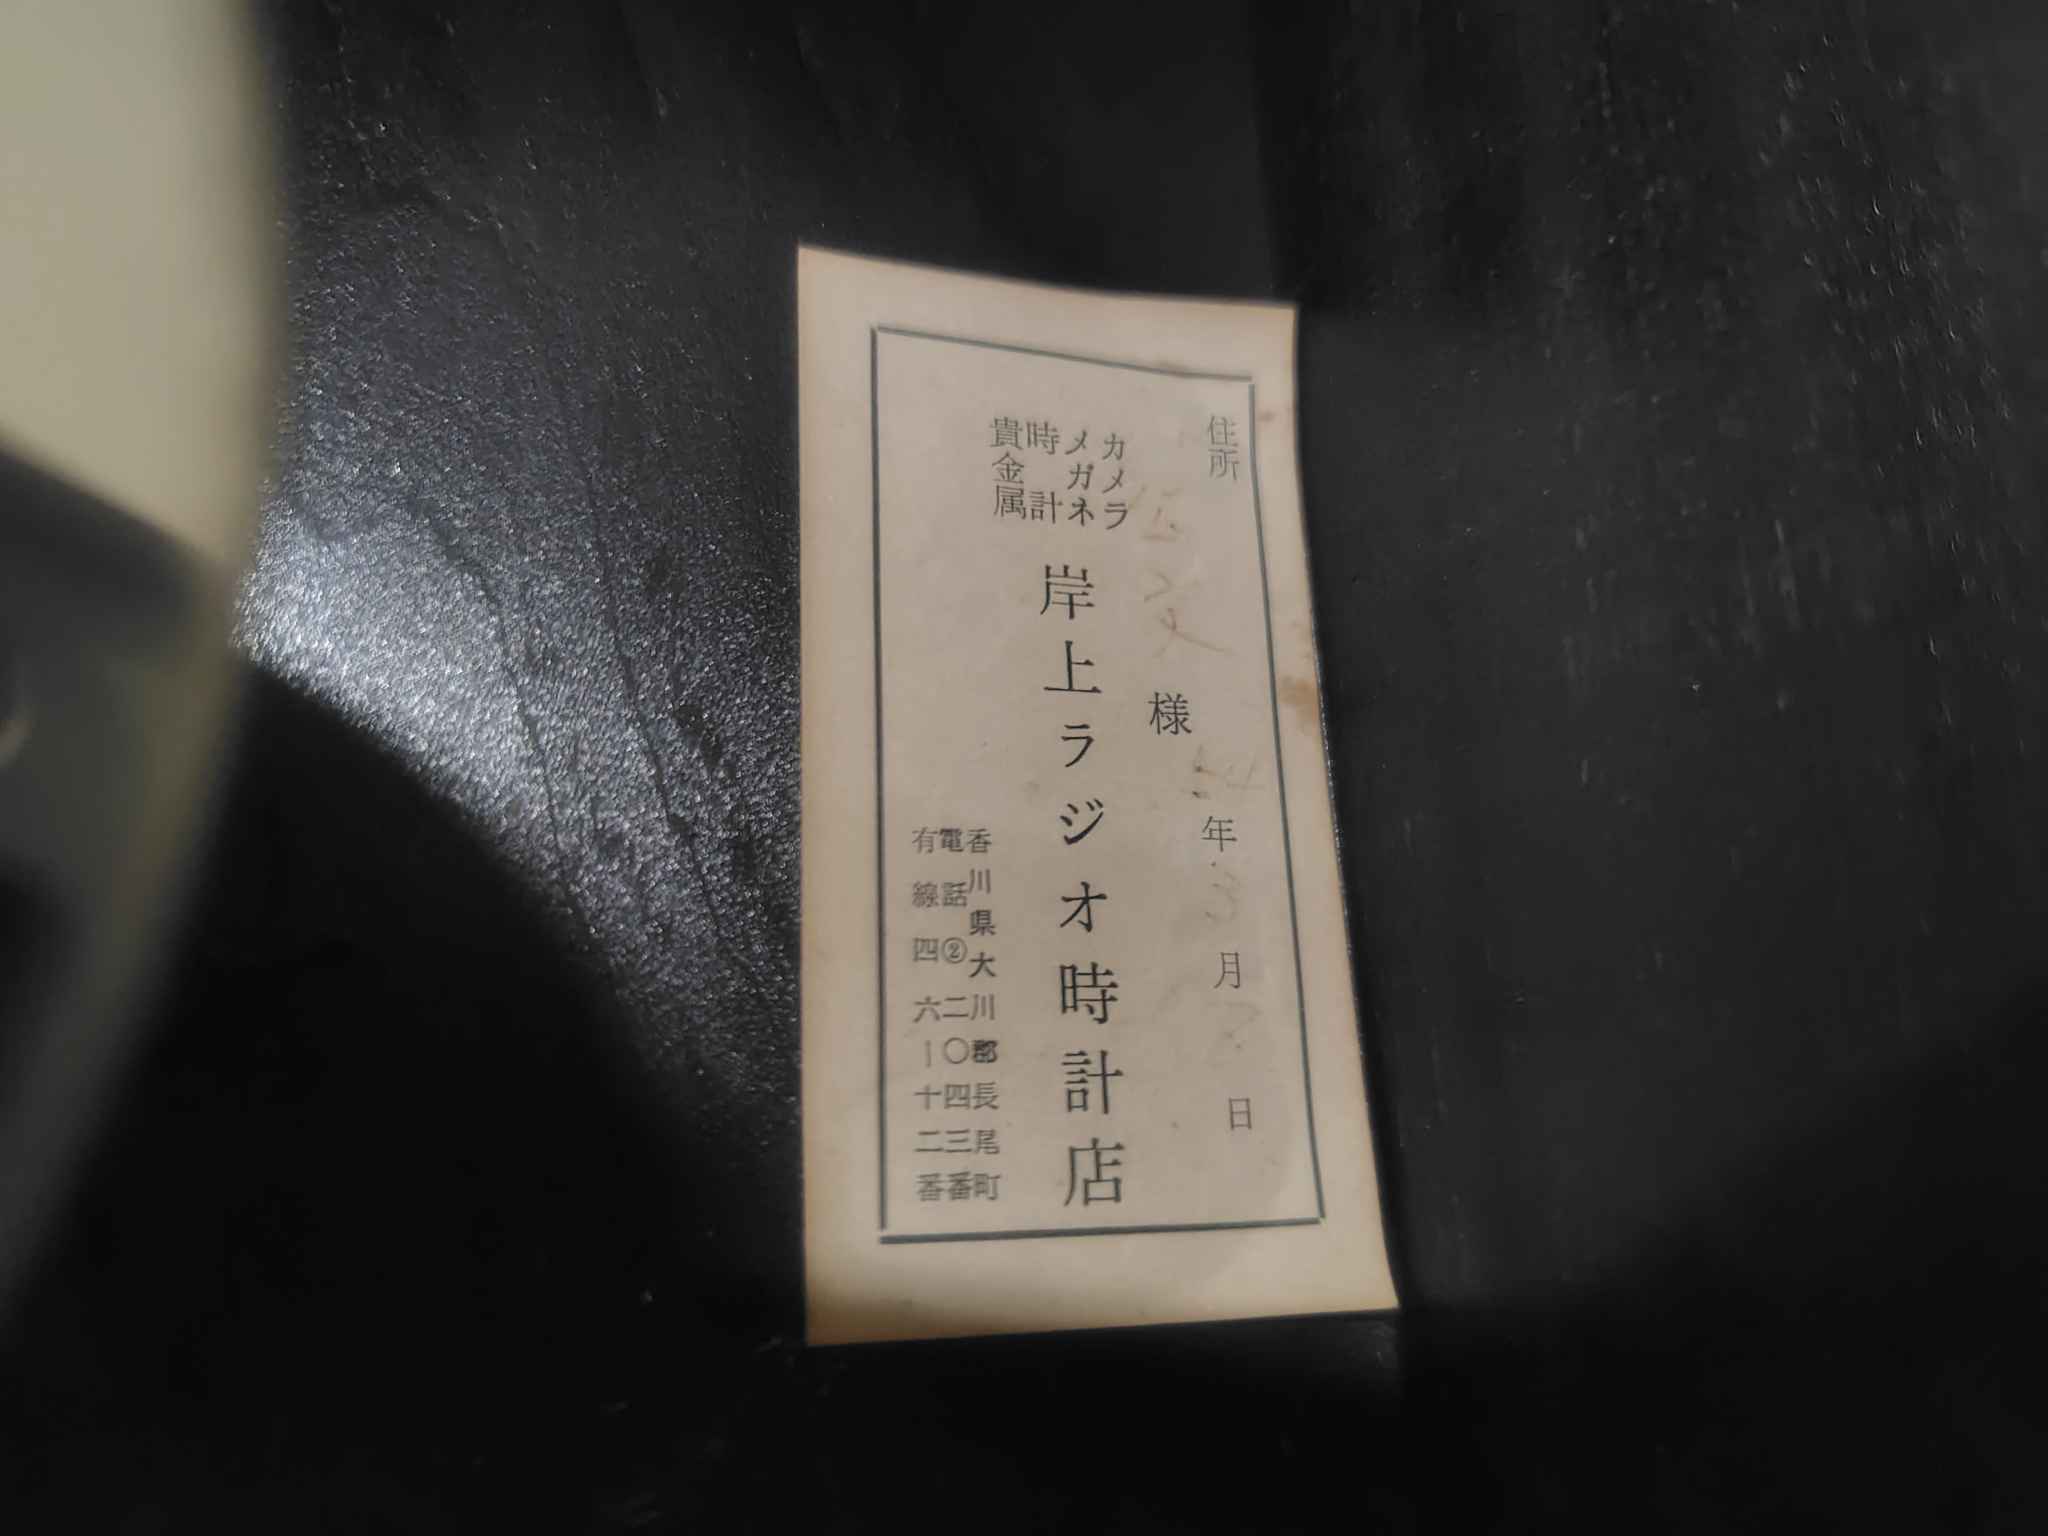 住所
様
年 月 日
カメラ
メガネ
時計
貴金属
岸上ラジオ時計店
香川県大川郡長尾町
電話②二〇四三番
有線四六ー十二番